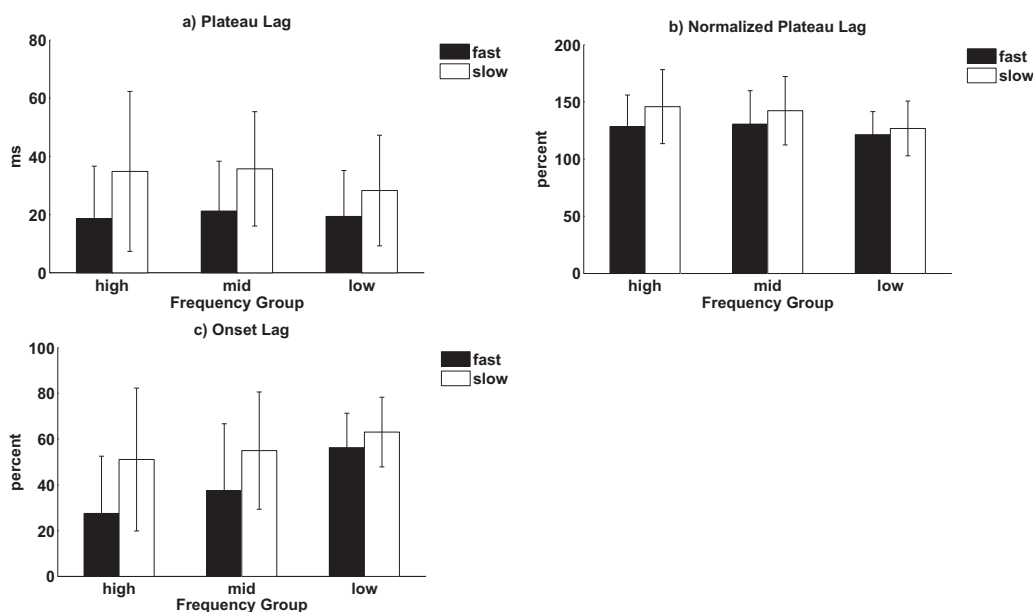 a) Plateau Lag
80
60
40
20
0
ms
fast
slow
high mid low
Frequency Group
b) Normalized Plateau Lag
200
150
100
50
0
percent
fast
slow
high mid low
Frequency Group
c) Onset Lag
100
80
60
40
20
0
percent
fast
slow
high mid low
Frequency Group